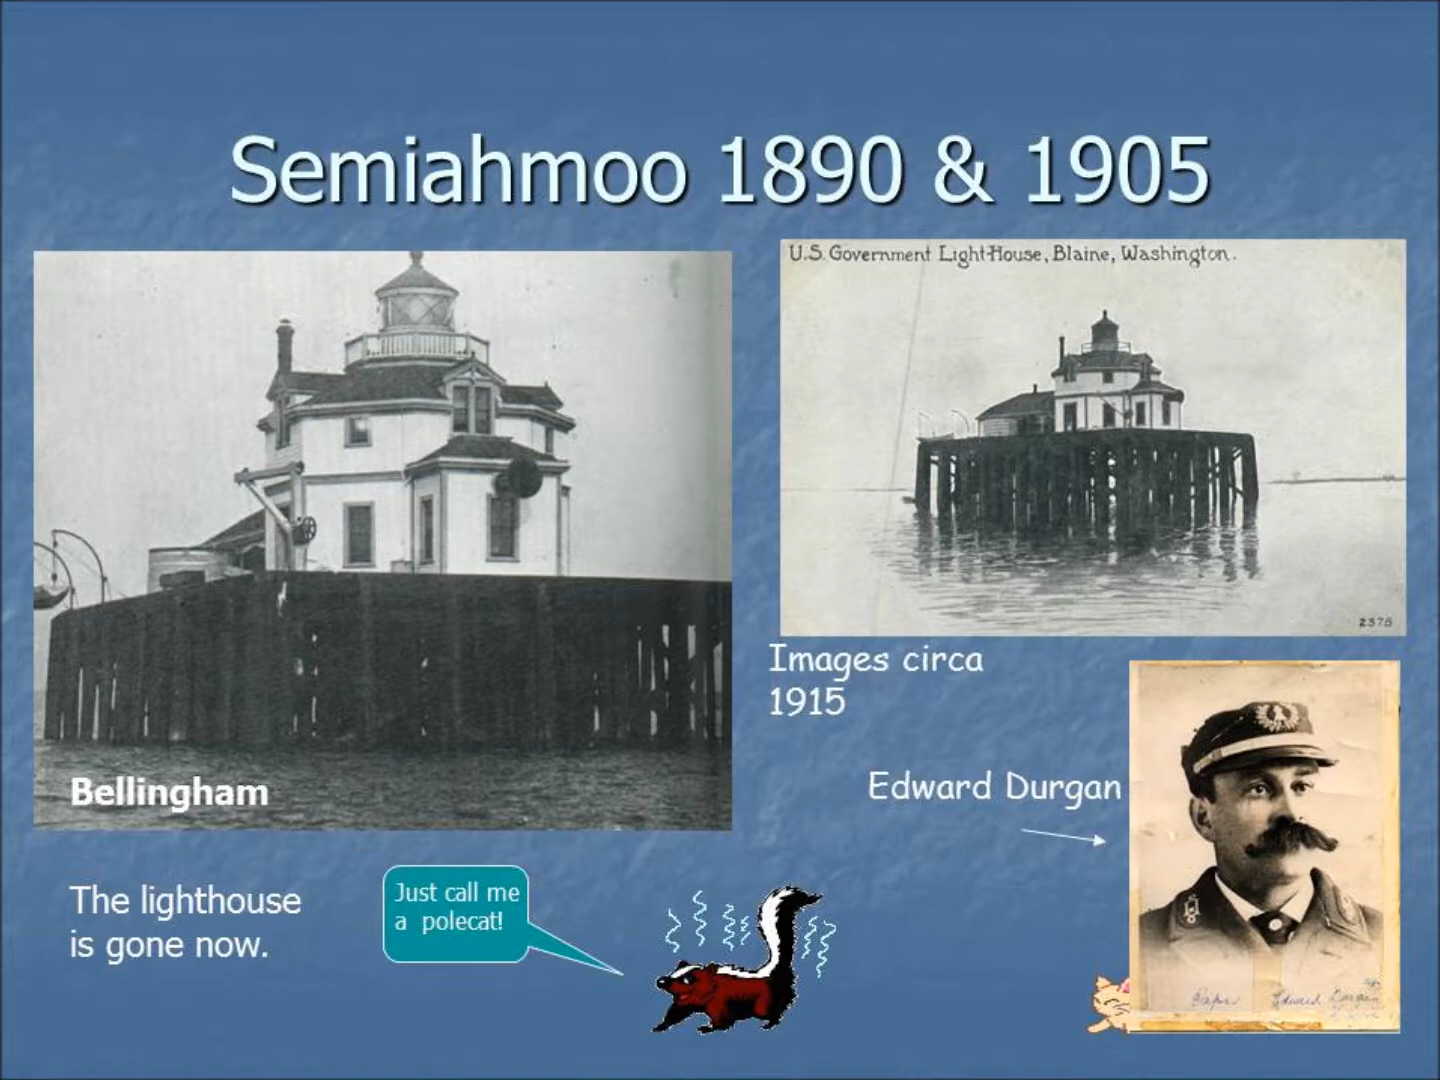 Semiahmoo 1890 & 1905
U.S. Government Light-House, Blaine, Washington.
2375
Bellingham
Images circa
1915
Edward Durgan
The lighthouse
is gone now.
Just call me
a polecat!
Edward Durgan